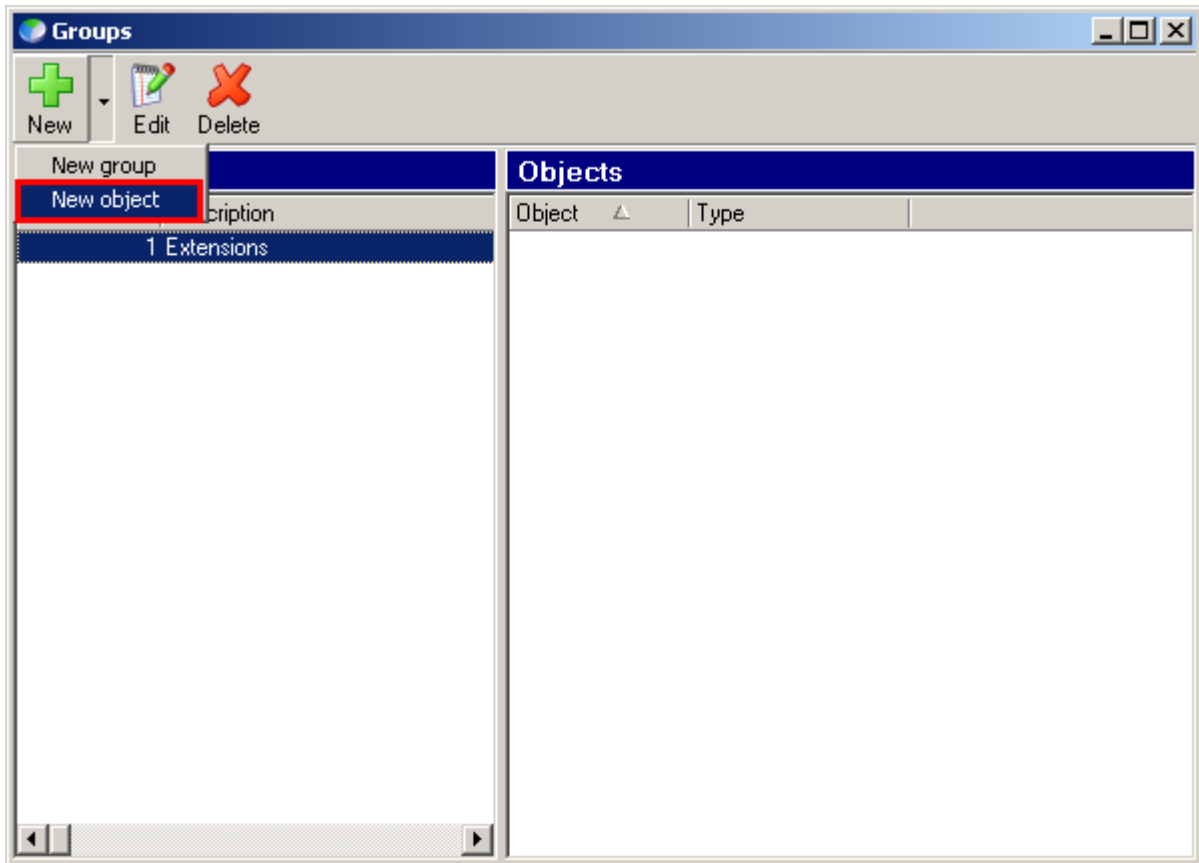 Groups
New Edit Delete
New group
New object
Objects
cription
Object Type
1 Extensions